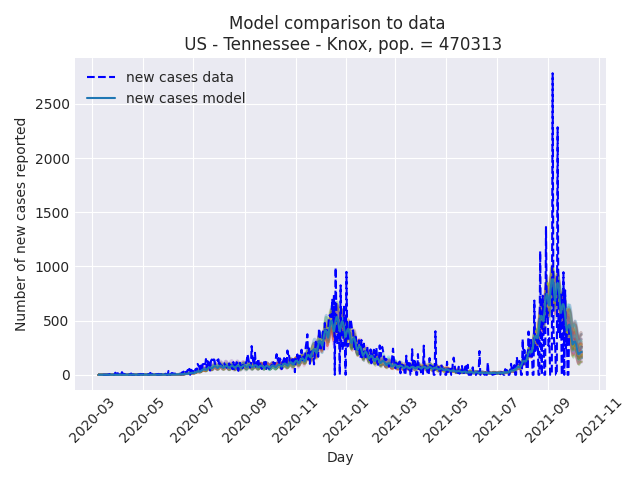 Model comparison to data
US - Tennessee - Knox, pop. = 470313
new cases data
new cases model
Number of new cases reported
2500
2000
1500
1000
500
0
2020-03
2020-05
2020-07
2020-09
2020-11
2021-01
2021-03
2021-05
2021-07
2021-09
2021-11
Day